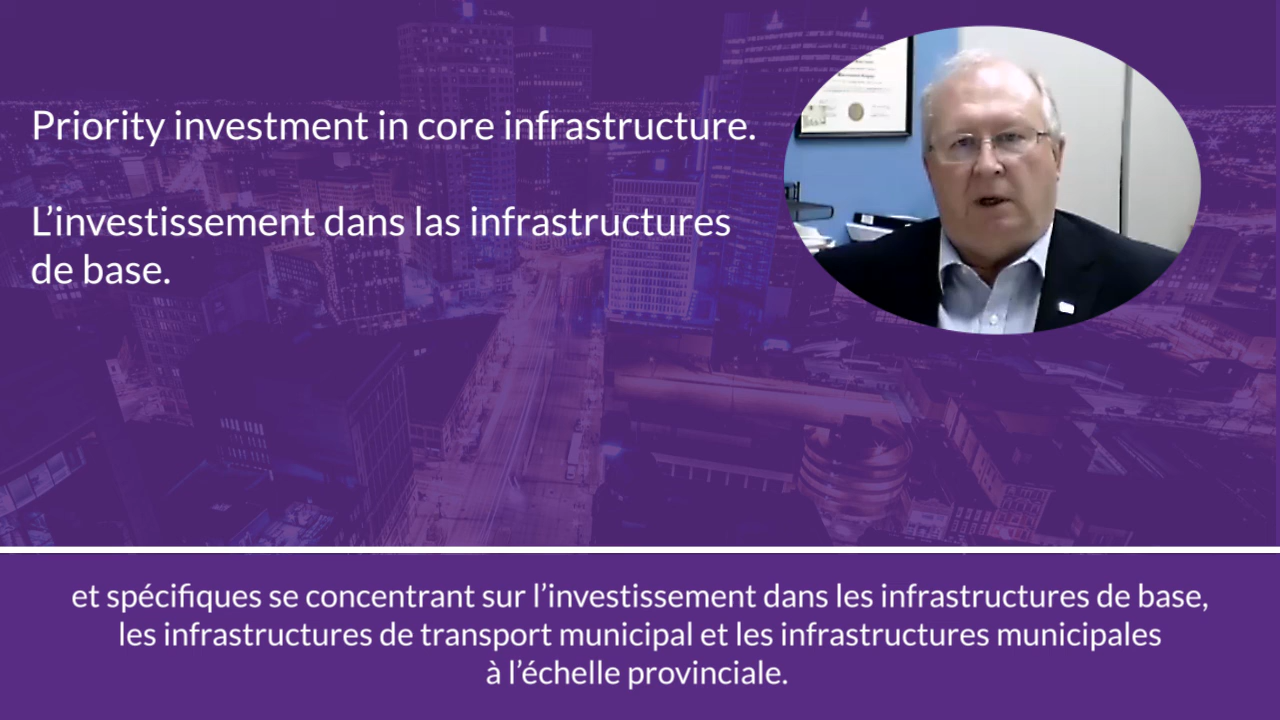 Priority investment in core infrastructure.
L’investissement dans las infrastructures
de base.
et spécifiques se concentrant sur l’investissement dans les infrastructures de base,
les infrastructures de transport municipal et les infrastructures municipales
à l’échelle provinciale.